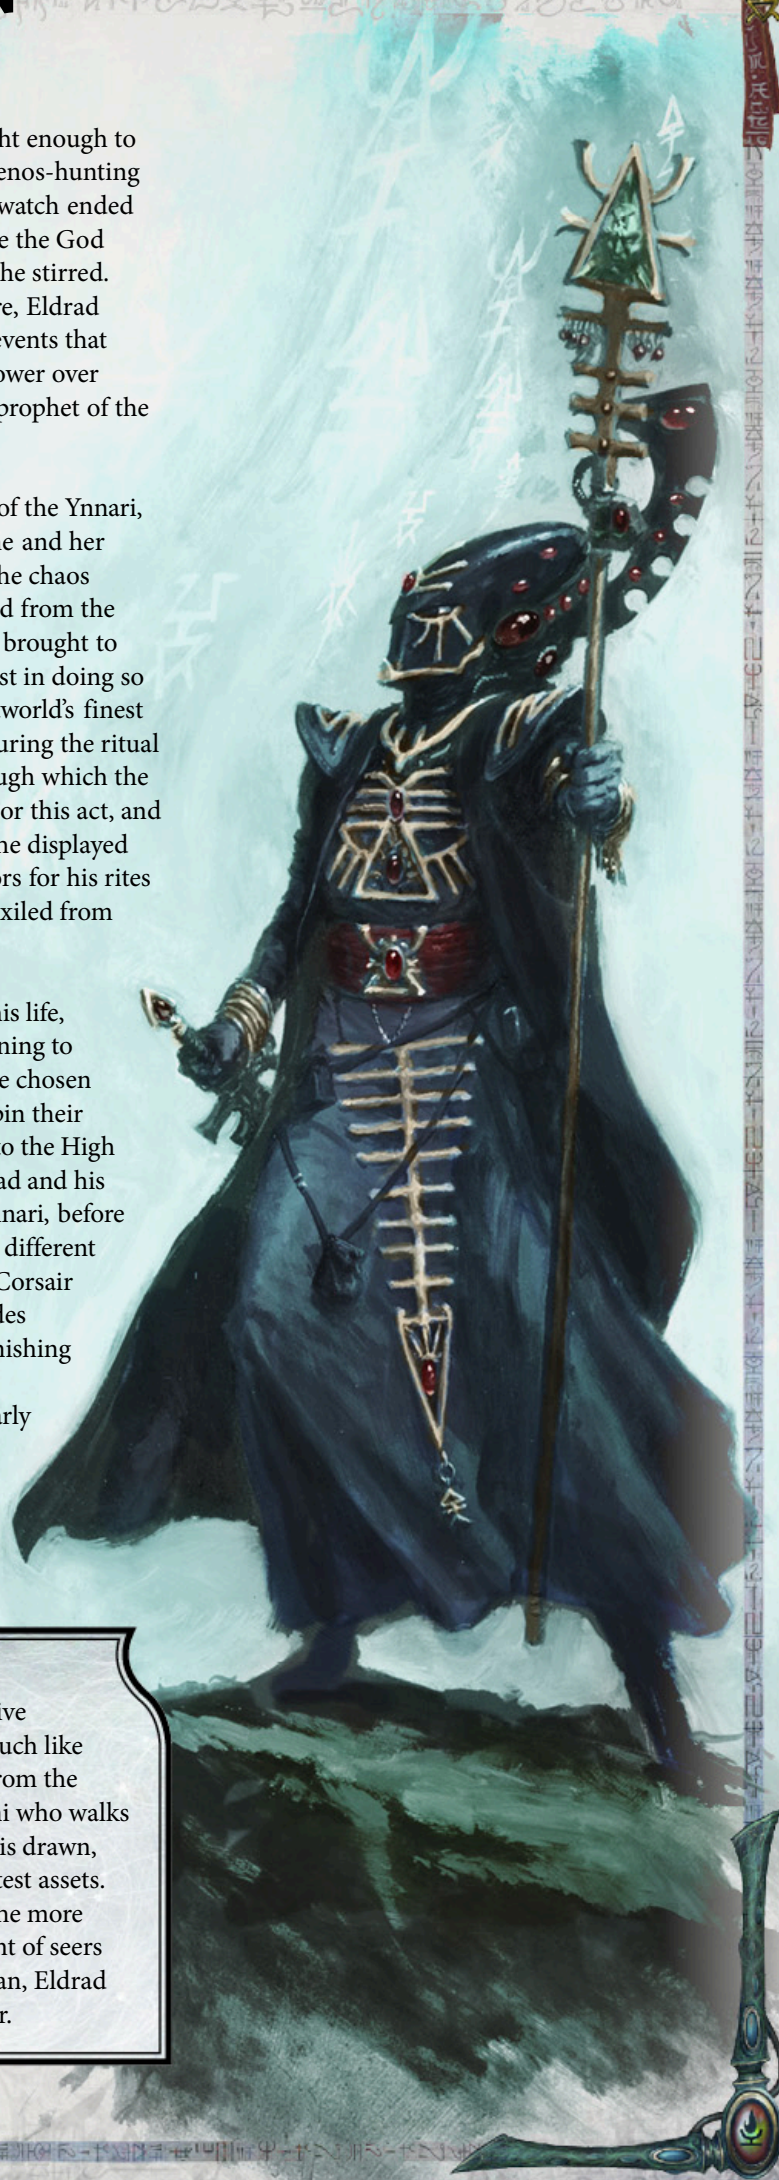 ht enough to
enos-hunting
watch ended
e the God
he stirred.
re, Eldrad
events that
ower over
prophet of the
of the Ynnari,
ne and her
he chaos
d from the
brought to
st in doing so
world's finest
uring the ritual
ugh which the
or this act, and
he displayed
ors for his rites
xiled from
his life,
ning to
e chosen
oin their
to the High
ad and his
nnari, before
different
Corsair
des
nishing
arly
ive
uch like
rom the
ni who walks
is drawn,
test assets.
he more
nt of seers
an, Eldrad
r.